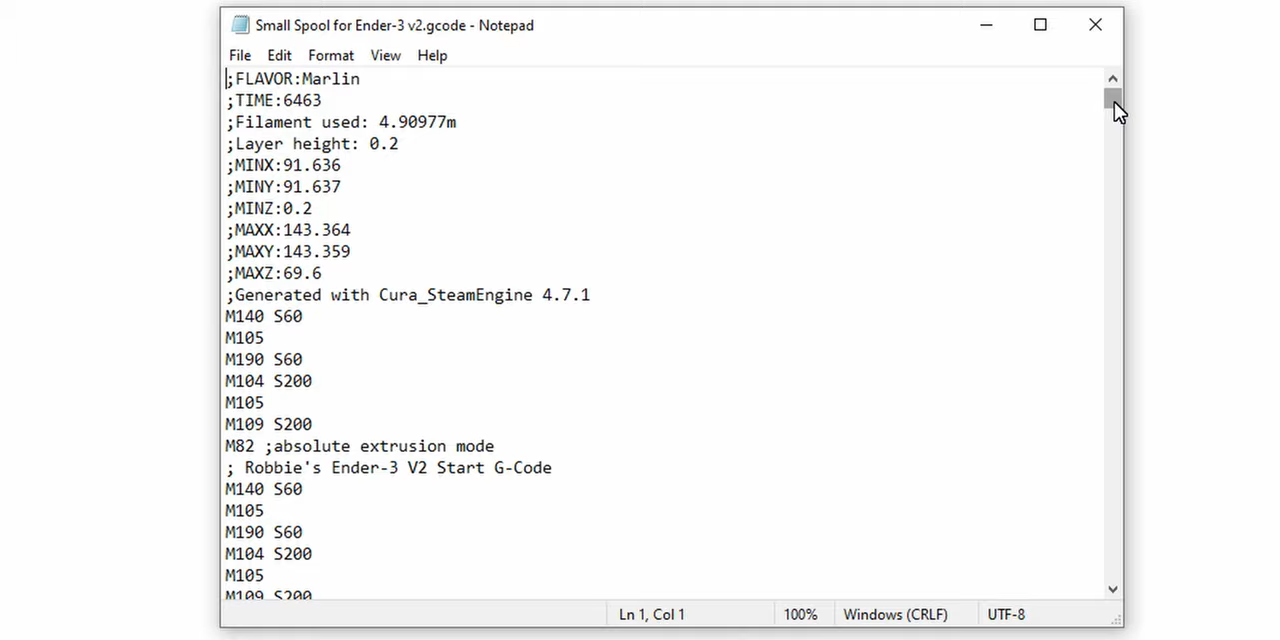 Small Spool for Ender-3 v2.gcode - Notepad
File Edit Format View Help
;FLAVOR:Marlin
;TIME:6463
;Filament used: 4.90977m
;Layer height: 0.2
;MINX:91.636
;MINY:91.637
;MINZ:0.2
;MAXX:143.364
;MAXY:143.359
;MAXZ:69.6
;Generated with Cura_SteamEngine 4.7.1
M140 S60
M105
M190 S60
M104 S200
M105
M109 S200
M82 ;absolute extrusion mode
; Robbie's Ender-3 V2 Start G-Code
M140 S60
M105
M190 S60
M104 S200
M105
M109 S200
Ln 1, Col 1 100% Windows (CRLF) UTF-8